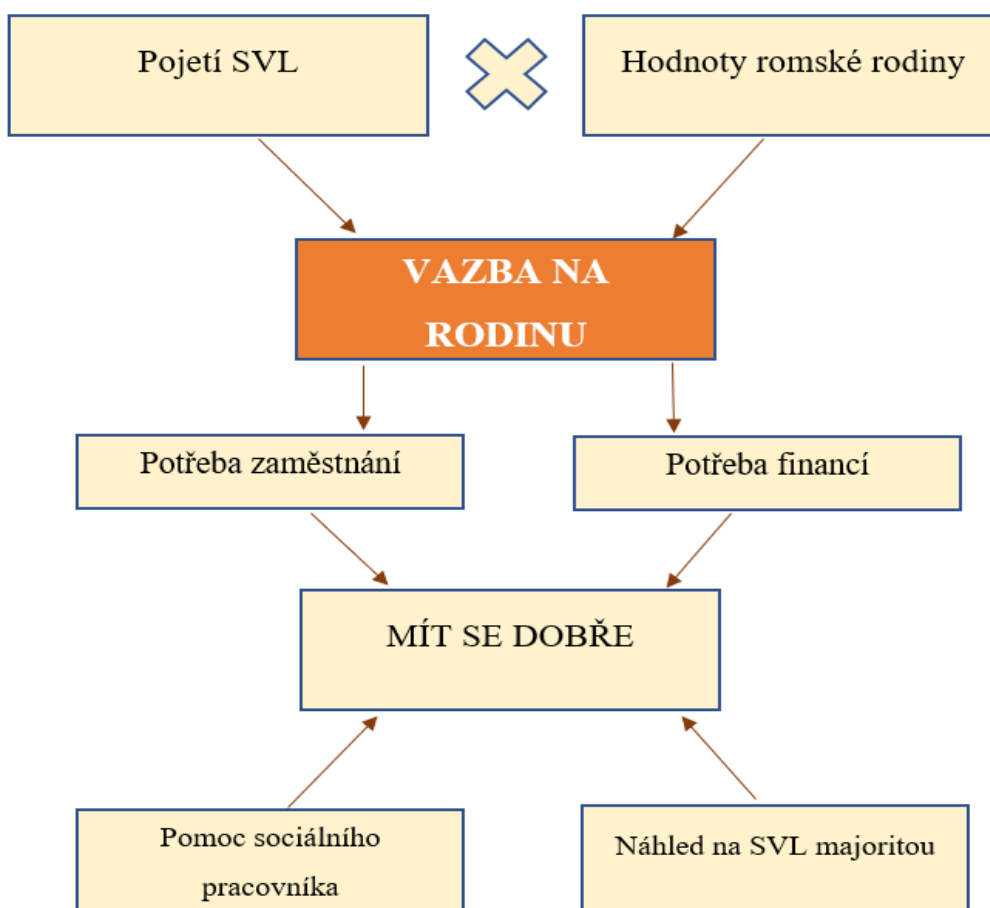 Pojetí SVL
Hodnoty romské rodiny
VAZBA NA
RODINU
Potřeba zaměstnání
Potřeba financí
MÍT SE DOBŘE
Pomoc sociálního
pracovníka
Náhled na SVL majoritou